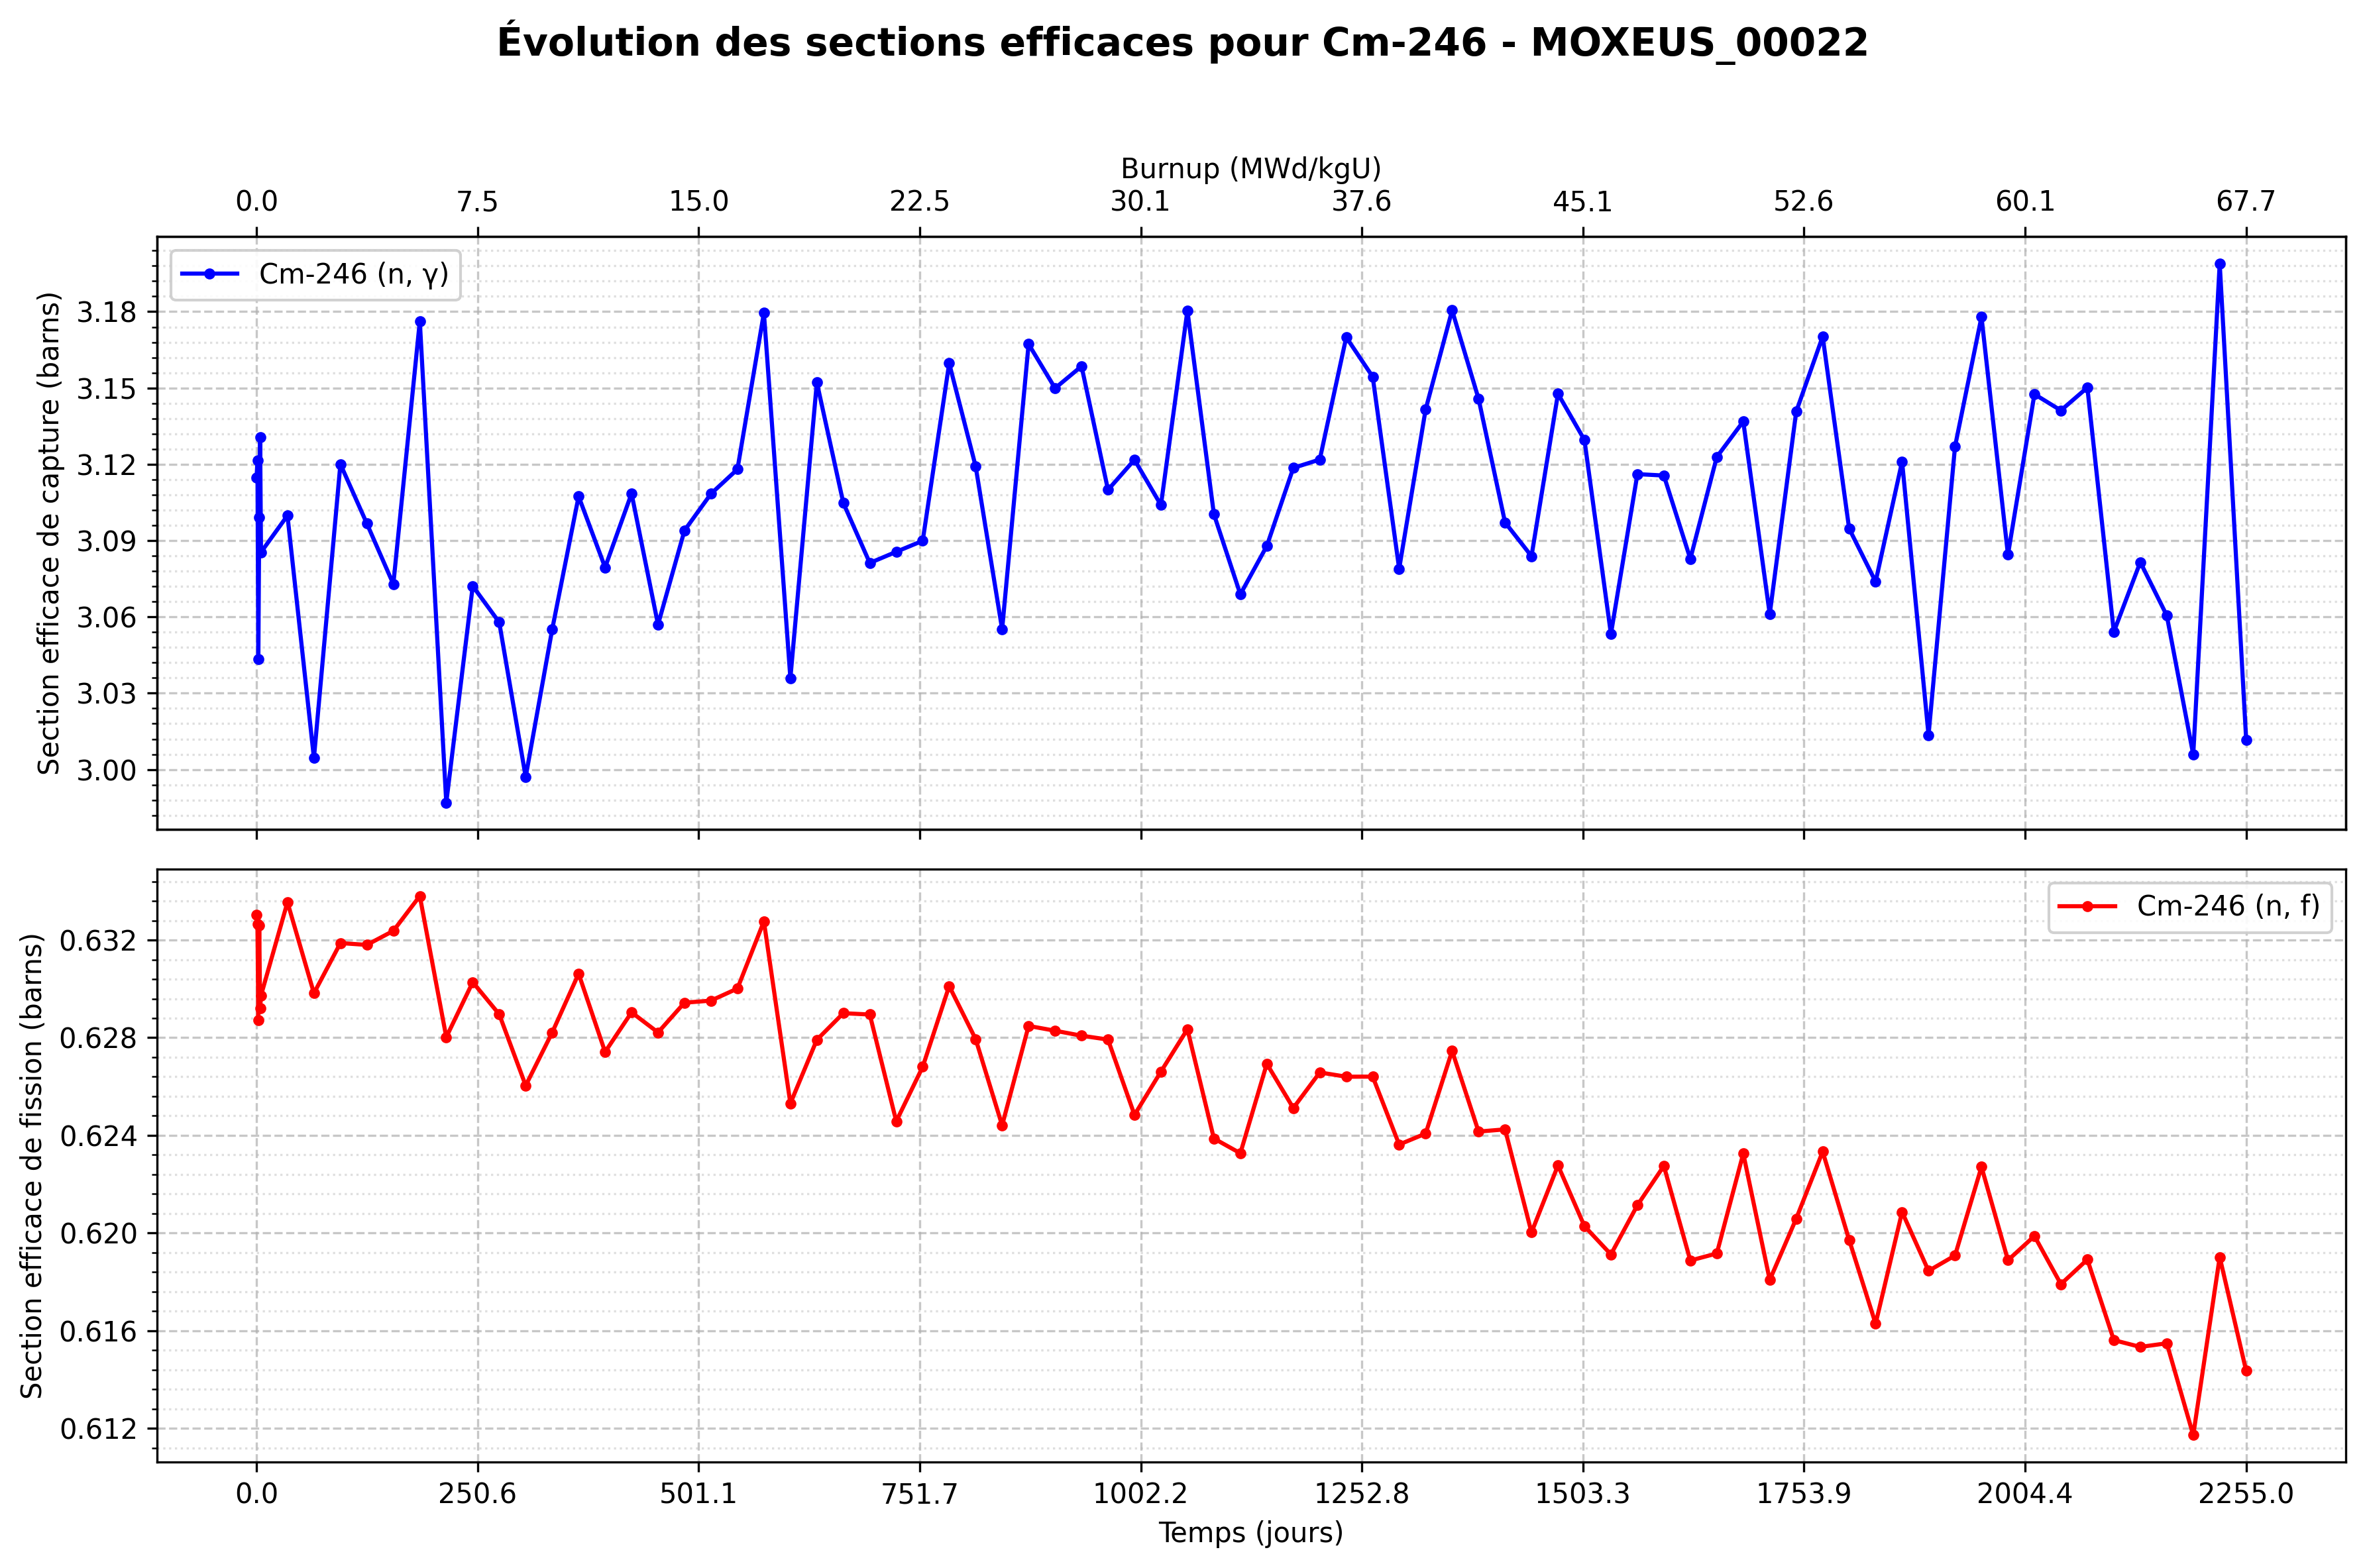 Évolution des sections efficaces pour Cm-246 - MOXEUS_00022
Burnup (MWd/kgU)
0.0 7.5 15.0 22.5 30.1 37.6 45.1 52.6 60.1 67.7
Cm-246 (n, γ)
Section efficace de capture (barns)
3.18
3.15
3.12
3.09
3.06
3.03
3.00
Cm-246 (n, f)
Section efficace de fission (barns)
0.632
0.628
0.624
0.620
0.616
0.612
0.0 250.6 501.1 751.7 1002.2 1252.8 1503.3 1753.9 2004.4 2255.0
Temps (jours)